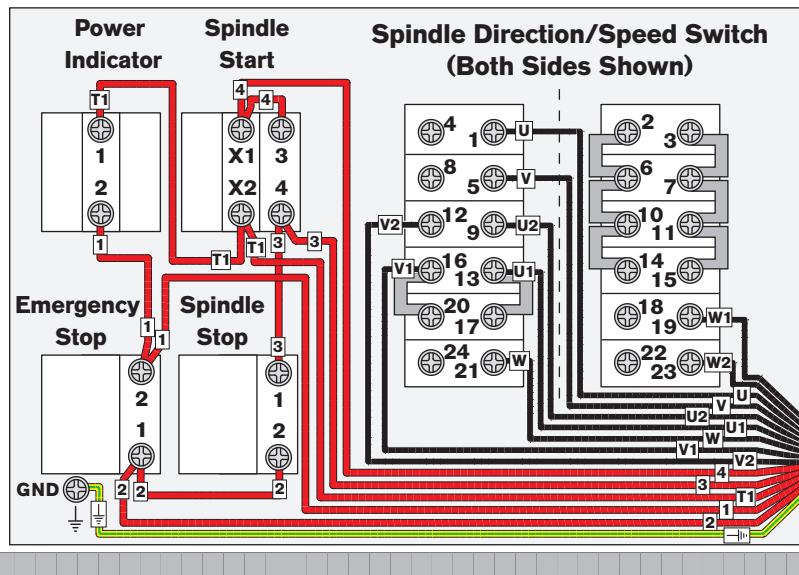 Power
Indicator
Spindle
Start
Spindle Direction/Speed Switch
(Both Sides Shown)
T1
4
4
1
2
X1
3
X2
4
4
1
U
8
5
V
V2
12
9
U2
V1
16
13
U1
20
17
24
21
W
2
3
6
7
10
11
14
15
18
19
W1
22
23
W2
1
T1
T1
3
3
Emergency
Stop
Spindle
Stop
1
1
3
2
1
1
2
2
2
2
GND
U
V
U2
U1
W
V1
V2
4
3
T1
1
2